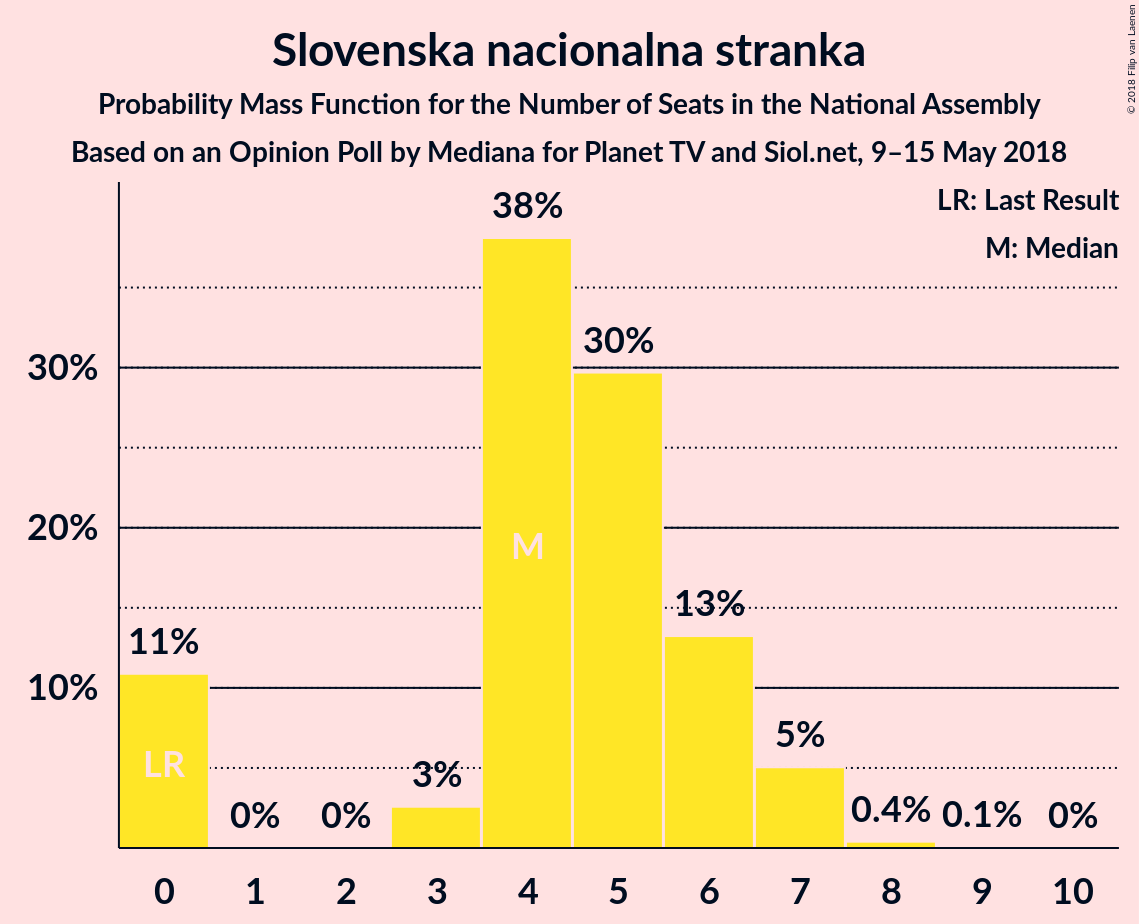 Slovenska nacionalna stranka
Probability Mass Function for the Number of Seats in the National Assembly
Based on an Opinion Poll by Mediana for Planet TV and Siol.net, 9–15 May 2018
© 2018 Filip van Laenen
LR: Last Result
M: Median
38%
30%
30%
20%
M
13%
11%
10%
5%
LR
3%
0%
0%
0.4%
0.1%
0%
0 1 2 3 4 5 6 7 8 9 10